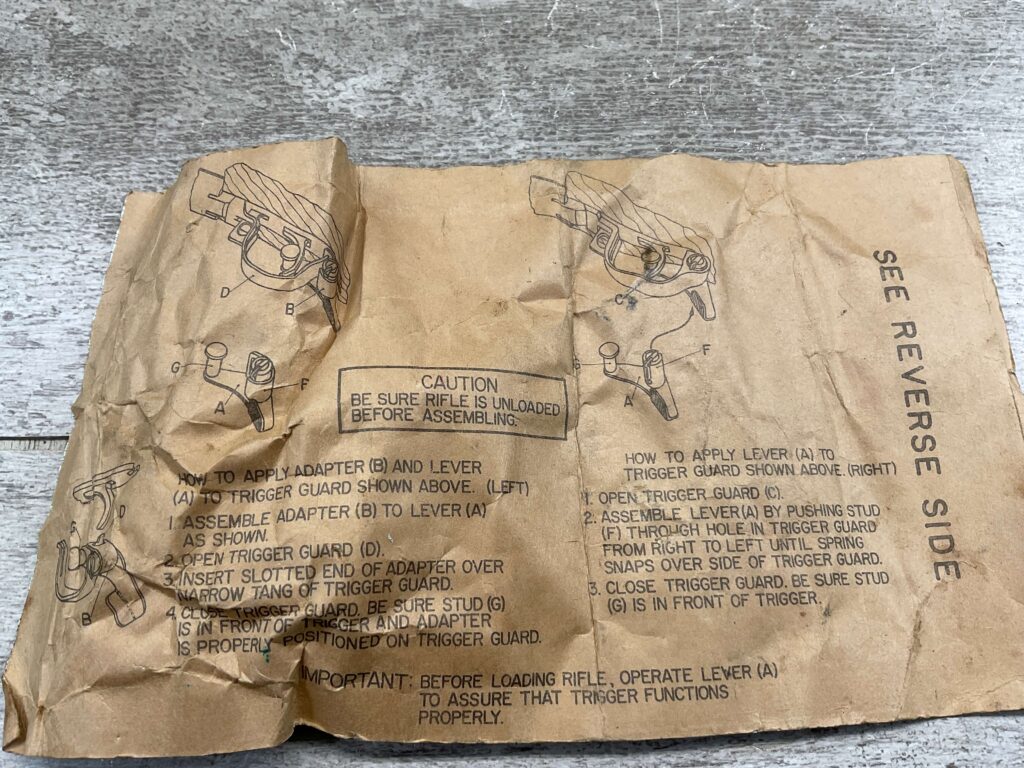 D
B
G
F
A
C
F
G
A
CAUTION
BE SURE RIFLE IS UNLOADED
BEFORE ASSEMBLING.
G
D
B
HOW TO APPLY ADAPTER (B) AND LEVER
(A) TO TRIGGER GUARD SHOWN ABOVE. (LEFT)
1. ASSEMBLE ADAPTER (B) TO LEVER (A)
AS SHOWN.
2. OPEN TRIGGER GUARD (D).
3. INSERT SLOTTED END OF ADAPTER OVER
NARROW TANG OF TRIGGER GUARD.
4. CLOSE TRIGGER GUARD. BE SURE STUD (G)
IS IN FRONT OF TRIGGER AND ADAPTER
IS PROPERLY POSITIONED ON TRIGGER GUARD.
HOW TO APPLY LEVER (A) TO
TRIGGER GUARD SHOWN ABOVE. (RIGHT)
1. OPEN TRIGGER GUARD (C).
2. ASSEMBLE LEVER (A) BY PUSHING STUD
(F) THROUGH HOLE IN TRIGGER GUARD
FROM RIGHT TO LEFT UNTIL SPRING
SNAPS OVER SIDE OF TRIGGER GUARD.
3. CLOSE TRIGGER GUARD. BE SURE STUD
(G) IS IN FRONT OF TRIGGER.
IMPORTANT: BEFORE LOADING RIFLE, OPERATE LEVER (A)
TO ASSURE THAT TRIGGER FUNCTIONS
PROPERLY.
SEE REVERSE SIDE